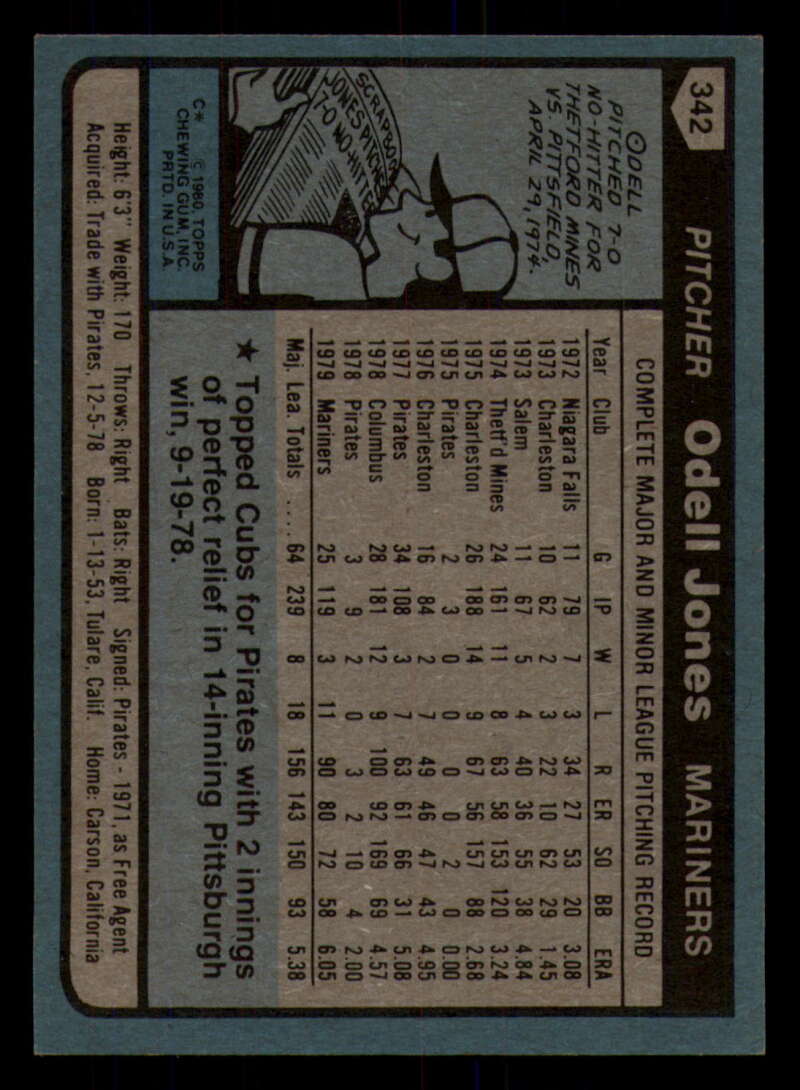 342
PITCHER Odell Jones MARINERS
ODELL
PITCHED 7-0
NO-HITTER FOR
THETFORD MINES
VS. PITTSFIELD,
APRIL 29, 1974.
SCRAPBOOK
JONES PITCHES
7-0 NO-HITTER
C* © 1980 TOPPS
CHEWING GUM, INC.
PRTD. IN U.S.A.
COMPLETE MAJOR AND MINOR LEAGUE PITCHING RECORD
Year Club G IP W L R ER SO BB ERA
1972 Niagara Falls 11 79 7 3 34 27 53 20 3.08
1973 Charleston 10 62 2 3 22 10 62 29 1.45
1973 Salem 11 67 5 4 40 36 55 38 4.84
1974 Thetf'd Mines 24 161 11 8 63 58 153 120 3.24
1975 Charleston 26 188 14 9 67 56 157 88 2.68
1975 Pirates 2 3 0 0 0 0 2 0 0.00
1976 Charleston 16 84 2 7 49 46 47 43 4.95
1977 Pirates 34 108 3 7 63 61 66 31 5.08
1978 Columbus 28 181 12 9 100 92 169 69 4.57
1978 Pirates 3 9 2 0 3 2 10 4 2.00
1979 Mariners 25 119 3 11 90 80 72 58 6.05
Maj. Lea. Totals .... 64 239 8 18 156 143 150 93 5.38
★ Topped Cubs for Pirates with 2 innings
of perfect relief in 14-inning Pittsburgh
win, 9-19-78.
Height: 6'3" Weight: 170 Throws: Right Bats: Right Signed: Pirates - 1971, as Free Agent
Acquired: Trade with Pirates, 12-5-78 Born: 1-13-53, Tulare, Calif. Home: Carson, California